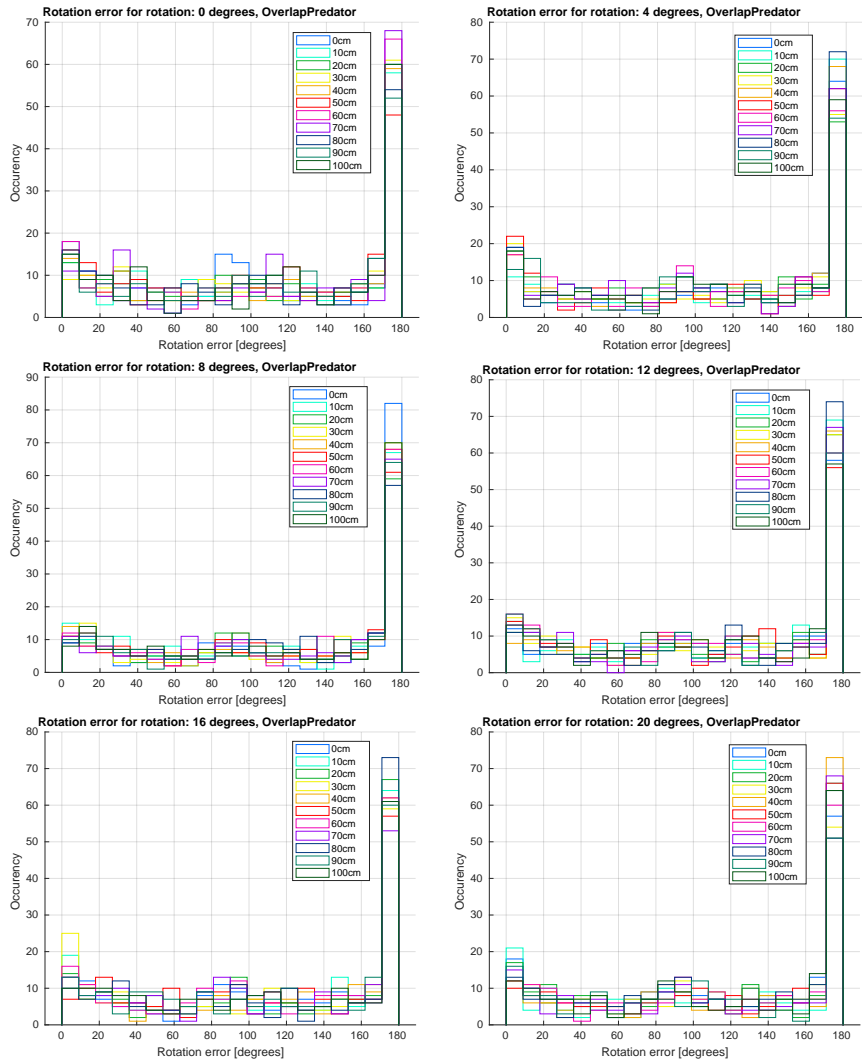 Rotation error for rotation: 0 degrees, OverlapPredator
70
60
50
40
30
20
10
0
Occurency
0cm
10cm
20cm
30cm
40cm
50cm
60cm
70cm
80cm
90cm
100cm
0 20 40 60 80 100 120 140 160 180
Rotation error [degrees]
Rotation error for rotation: 4 degrees, OverlapPredator
80
70
60
50
40
30
20
10
0
Occurency
0cm
10cm
20cm
30cm
40cm
50cm
60cm
70cm
80cm
90cm
100cm
0 20 40 60 80 100 120 140 160 180
Rotation error [degrees]
Rotation error for rotation: 8 degrees, OverlapPredator
90
80
70
60
50
40
30
20
10
0
Occurency
0cm
10cm
20cm
30cm
40cm
50cm
60cm
70cm
80cm
90cm
100cm
0 20 40 60 80 100 120 140 160 180
Rotation error [degrees]
Rotation error for rotation: 12 degrees, OverlapPredator
80
70
60
50
40
30
20
10
0
Occurency
0cm
10cm
20cm
30cm
40cm
50cm
60cm
70cm
80cm
90cm
100cm
0 20 40 60 80 100 120 140 160 180
Rotation error [degrees]
Rotation error for rotation: 16 degrees, OverlapPredator
80
70
60
50
40
30
20
10
0
Occurency
0cm
10cm
20cm
30cm
40cm
50cm
60cm
70cm
80cm
90cm
100cm
0 20 40 60 80 100 120 140 160 180
Rotation error [degrees]
Rotation error for rotation: 20 degrees, OverlapPredator
80
70
60
50
40
30
20
10
0
Occurency
0cm
10cm
20cm
30cm
40cm
50cm
60cm
70cm
80cm
90cm
100cm
0 20 40 60 80 100 120 140 160 180
Rotation error [degrees]